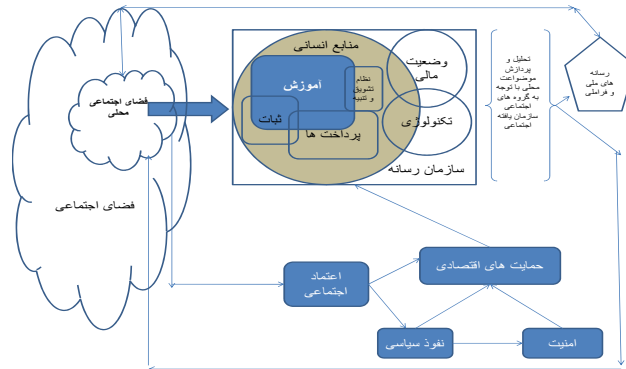 منابع انسانی
آموزش
نظام
تشویق
و تنبیه
ثبات
پرداخت ها
وضعیت
مالی
تکنولوژی
سازمان رسانه
تحلیل و
پردازش
موضوعات
محلی با توجه
به گروه های
اجتماعی
سازمان یافته
اجتماعی
رسانه
های ملی
و فراملی
فضای اجتماعی
محلی
فضای اجتماعی
اعتماد
اجتماعی
حمایت های اقتصادی
نفوذ سیاسی
امنیت